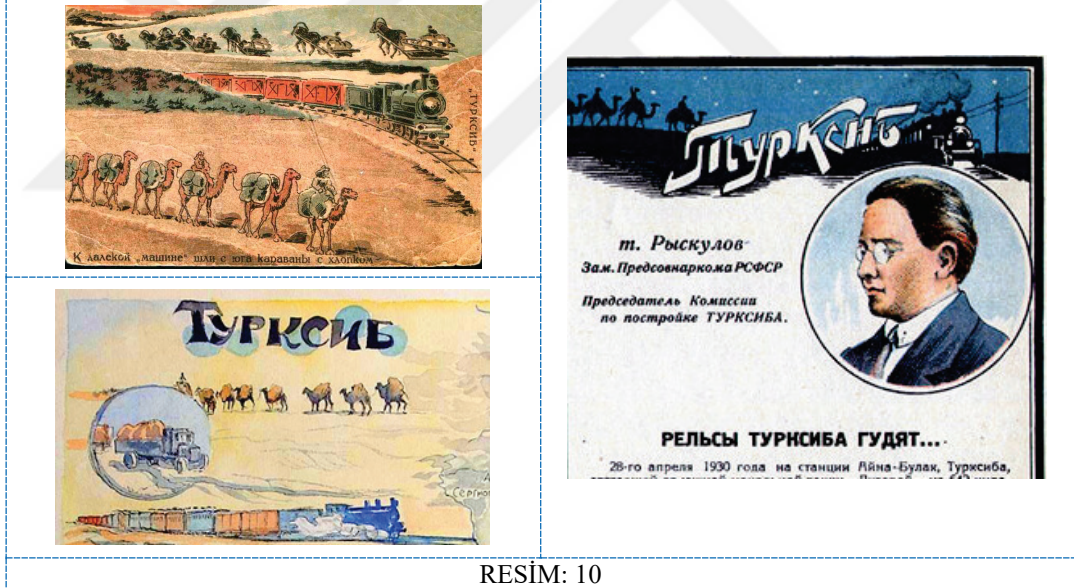 „ТУРКСИБ“
К далекой „машине“ шли с юга караваны с хлопком
ТУРКСИБ
Турксиб
т. Рыскулов
Зам. Предсовнаркома РСФСР
Председатель Комиссии
по постройке ТУРКСИБА.
РЕЛЬСЫ ТУРКСИБА ГУДЯТ...
28-го апреля 1930 года на станции Айна-Булак, Турксиба,
RESİM: 10